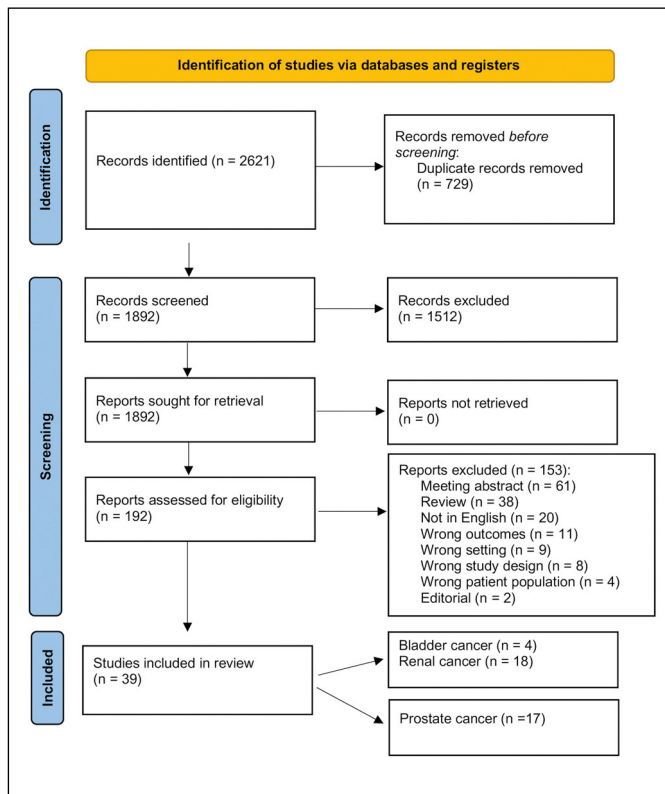 Identification of studies via databases and registers
Identification
Records identified (n = 2621)
Records removed before
screening:
Duplicate records removed
(n = 729)
Screening
Records screened
(n = 1892)
Records excluded
(n = 1512)
Reports sought for retrieval
(n = 1892)
Reports not retrieved
(n = 0)
Reports assessed for eligibility
(n = 192)
Reports excluded (n = 153):
Meeting abstract (n = 61)
Review (n = 38)
Not in English (n = 20)
Wrong outcomes (n = 11)
Wrong setting (n = 9)
Wrong study design (n = 8)
Wrong patient population (n = 4)
Editorial (n = 2)
Included
Studies included in review
(n = 39)
Bladder cancer (n = 4)
Renal cancer (n = 18)
Prostate cancer (n =17)